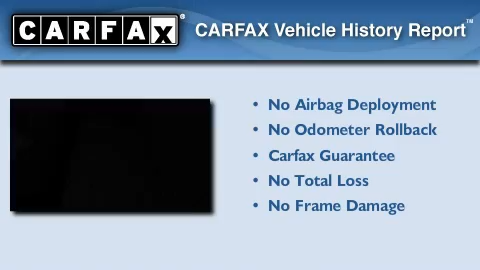 CARFAX® CARFAX Vehicle History Report™
• No Airbag Deployment
• No Odometer Rollback
• Carfax Guarantee
• No Total Loss
• No Frame Damage